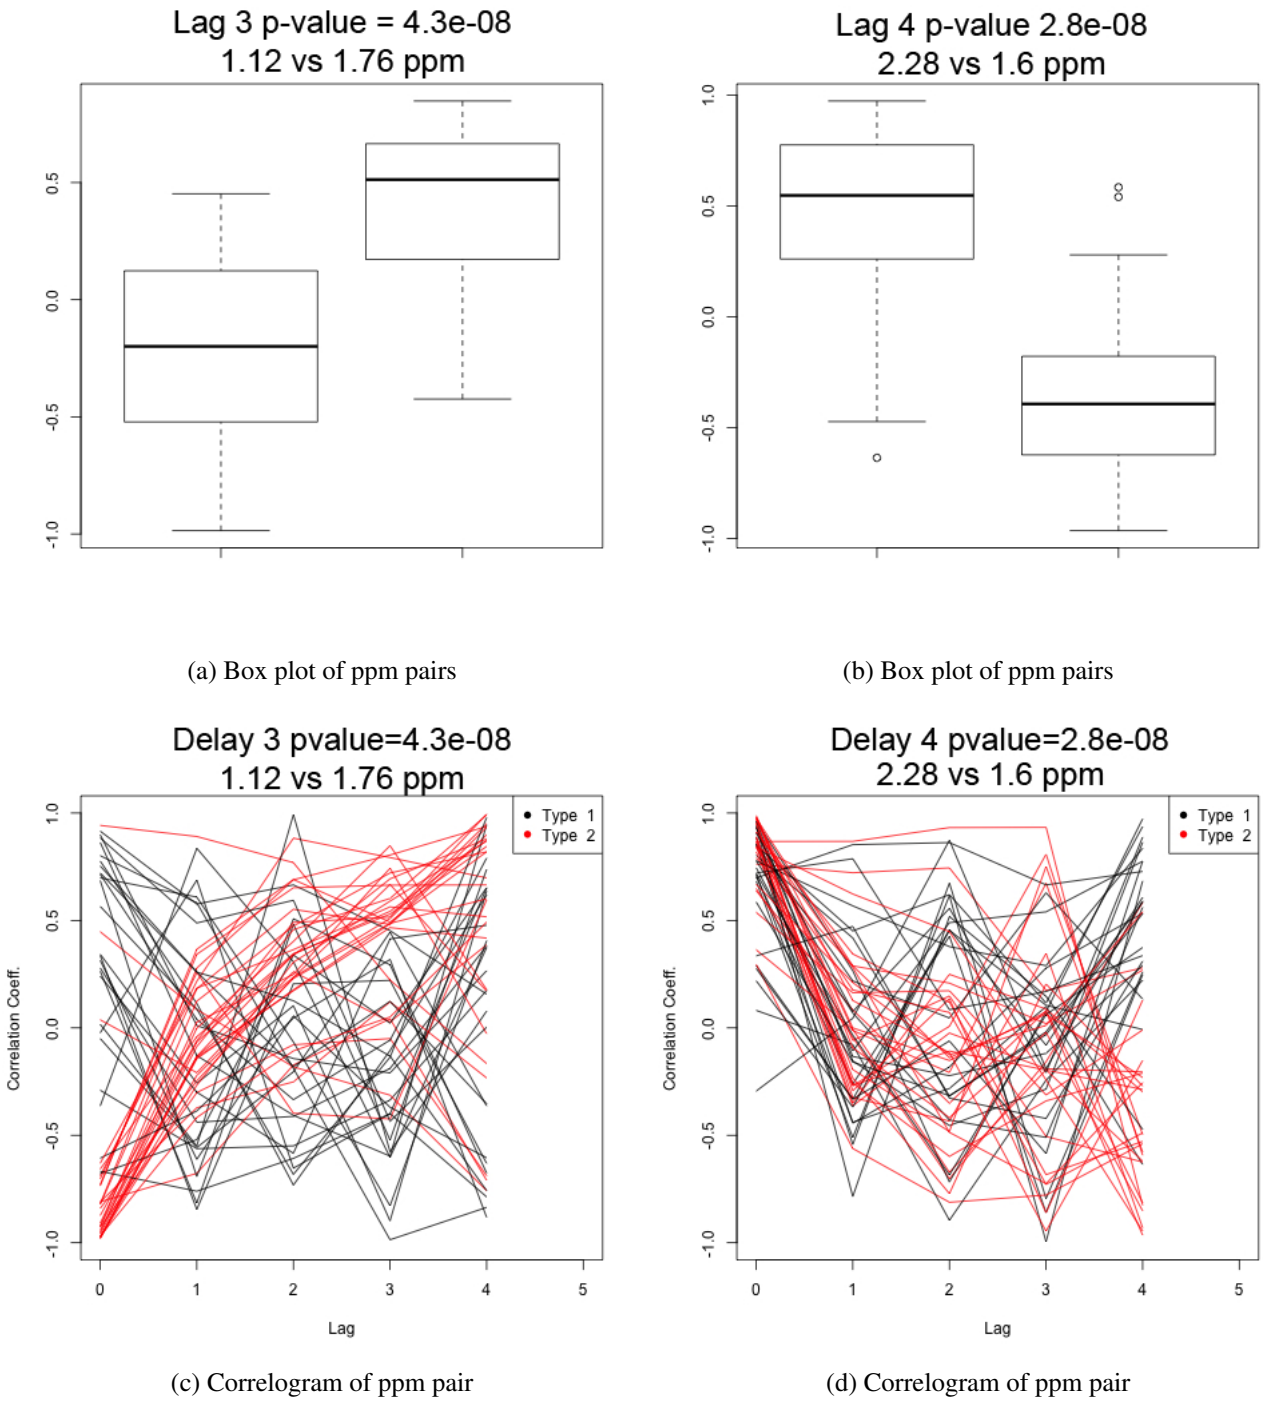 Lag 3 p-value = 4.3e-08
1.12 vs 1.76 ppm
0.5
0.0
-0.5
-1.0
(a) Box plot of ppm pairs
Lag 4 p-value 2.8e-08
2.28 vs 1.6 ppm
1.0
0.5
0.0
-0.5
-1.0
(b) Box plot of ppm pairs
Delay 3 pvalue=4.3e-08
1.12 vs 1.76 ppm
Type 1
Type 2
1.0
0.5
0.0
-0.5
-1.0
Correlation Coeff.
0 1 2 3 4 5
Lag
(c) Correlogram of ppm pair
Delay 4 pvalue=2.8e-08
2.28 vs 1.6 ppm
Type 1
Type 2
1.0
0.5
0.0
-0.5
-1.0
Correlation Coeff.
0 1 2 3 4 5
Lag
(d) Correlogram of ppm pair